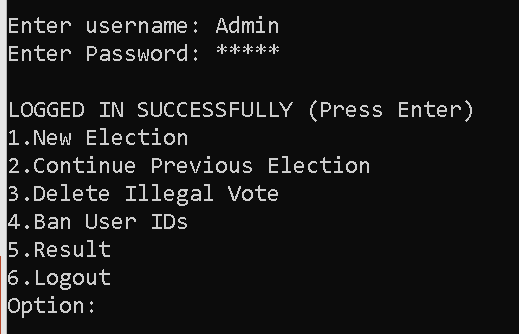 Enter username: Admin
Enter Password: *****
LOGGED IN SUCCESSFULLY (Press Enter)
1.New Election
2.Continue Previous Election
3.Delete Illegal Vote
4.Ban User IDs
5.Result
6.Logout
Option: